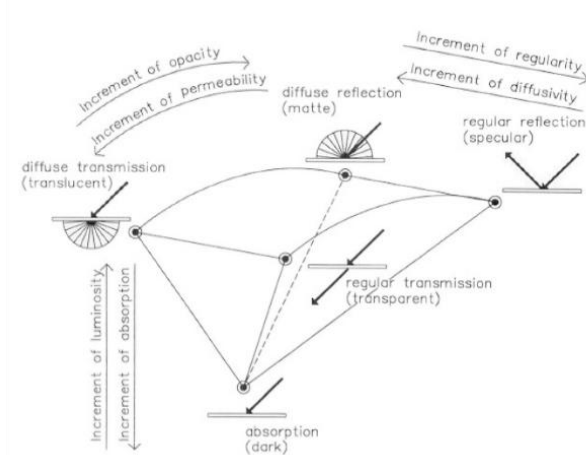 Increment of opacity
Increment of permeability
Increment of regularity
Increment of diffusivity
diffuse reflection
(matte)
regular reflection
(specular)
diffuse transmission
(translucent)
regular transmission
(transparent)
Increment of luminosity
Increment of absorption
absorption
(dark)